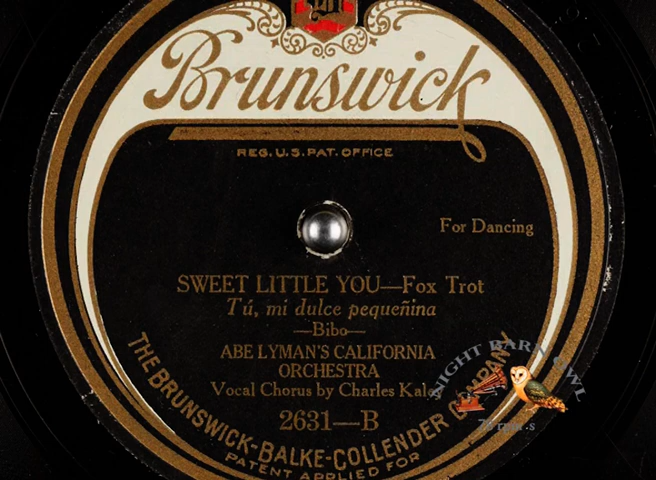 Brunswick
REG. U.S. PAT. OFFICE
For Dancing
SWEET LITTLE YOU—Fox Trot
Tú, mi dulce pequeñina
—Bibo—
ABE LYMAN'S CALIFORNIA
ORCHESTRA
Vocal Chorus by Charles
2631—B
THE BRUNSWICK-BALKE-COLLENDER COMPANY
PATENT APPLIED FOR
NIGHT BARN OWL